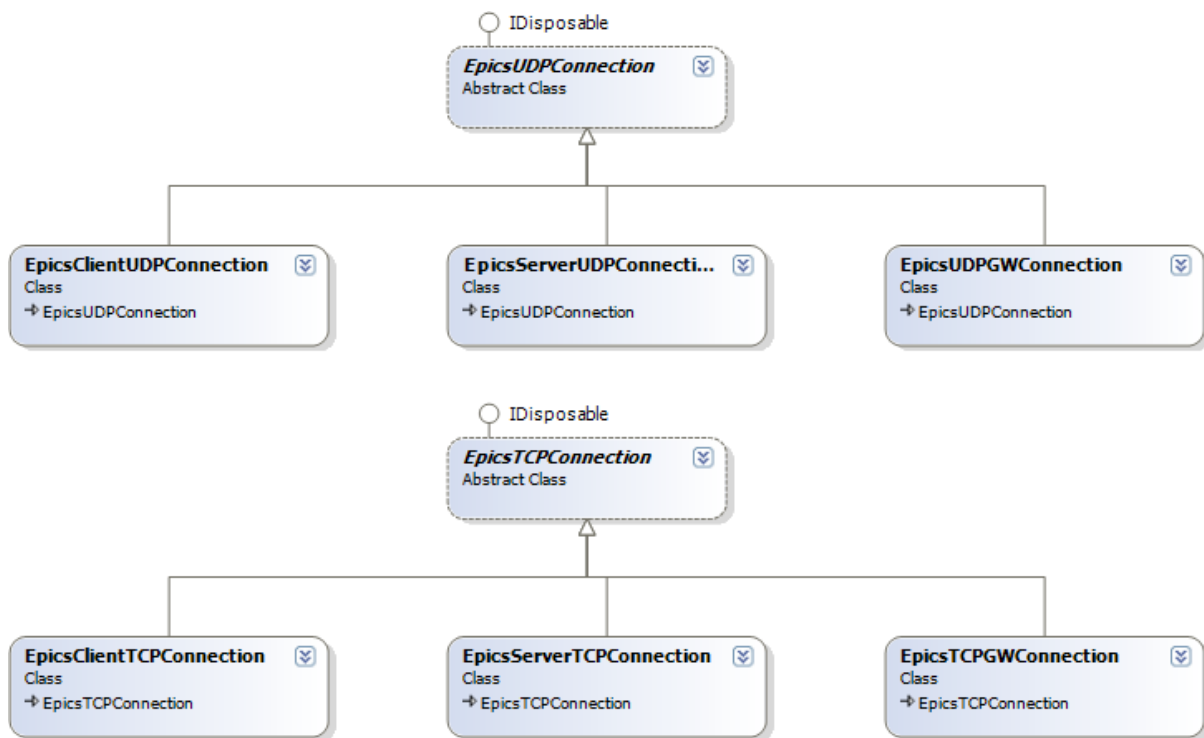 IDisposable
EpicsUDPConnection
Abstract Class
EpicsClientUDPConnection
Class
EpicsUDPConnection
EpicsServerUDPConnecti...
Class
EpicsUDPConnection
EpicsUDPGWConnection
Class
EpicsUDPConnection
IDisposable
EpicsTCPConnection
Abstract Class
EpicsClientTCPConnection
Class
EpicsTCPConnection
EpicsServerTCPConnection
Class
EpicsTCPConnection
EpicsTCPGWConnection
Class
EpicsTCPConnection